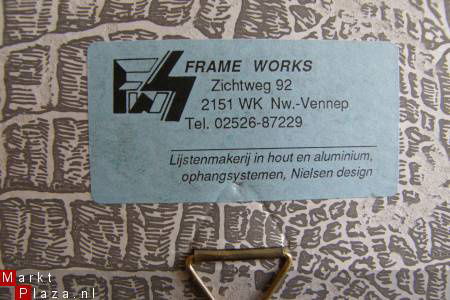 FRAME WORKS
Zichtweg 92
2151 WK Nw.-Vennep
Tel. 02526-87229
Lijstenmakerij in hout en aluminium,
ophangsystemen, Nielsen design
Markt
Plaza.nl